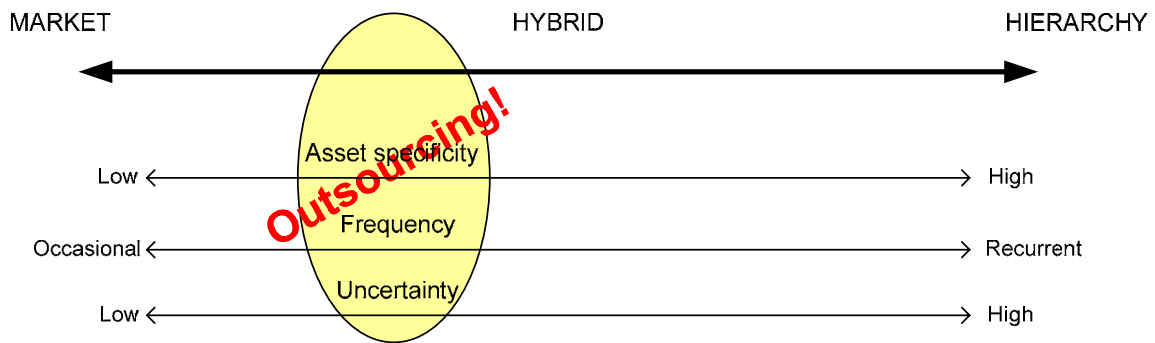 MARKET HYBRID HIERARCHY
Outsourcing!
Asset specificity
Low High
Frequency
Occasional Recurrent
Uncertainty
Low High